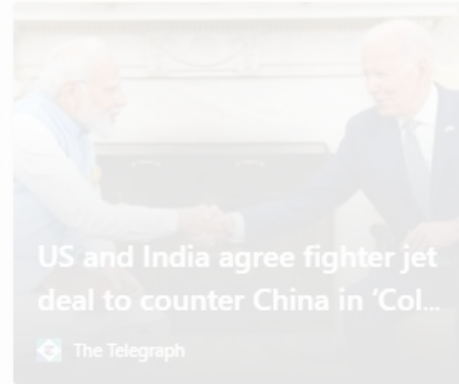 US and India agree fighter jet
deal to counter China in ‘Col...
The Telegraph